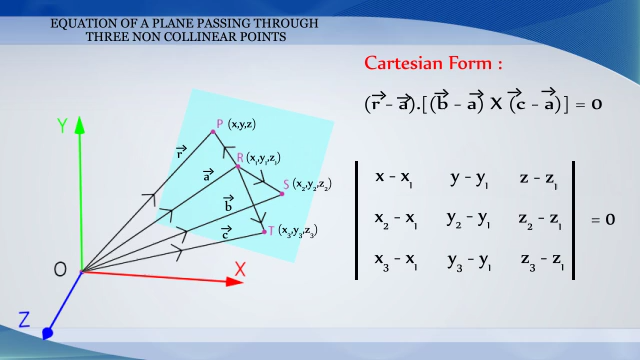 EQUATION OF A PLANE PASSING THROUGH
THREE NON COLLINEAR POINTS
Cartesian Form :
(r⃗ - a⃗).[(b⃗ - a⃗) X (c⃗ - a⃗)] = 0
Y
P (x,y,z)
r⃗
R (x₁,y₁,z₁)
a⃗
S (x₂,y₂,z₂)
b⃗
T (x₃,y₃,z₃)
c⃗
O
X
Z
x - x₁ y - y₁ z - z₁
x₂ - x₁ y₂ - y₁ z₂ - z₁ = 0
x₃ - x₁ y₃ - y₁ z₃ - z₁